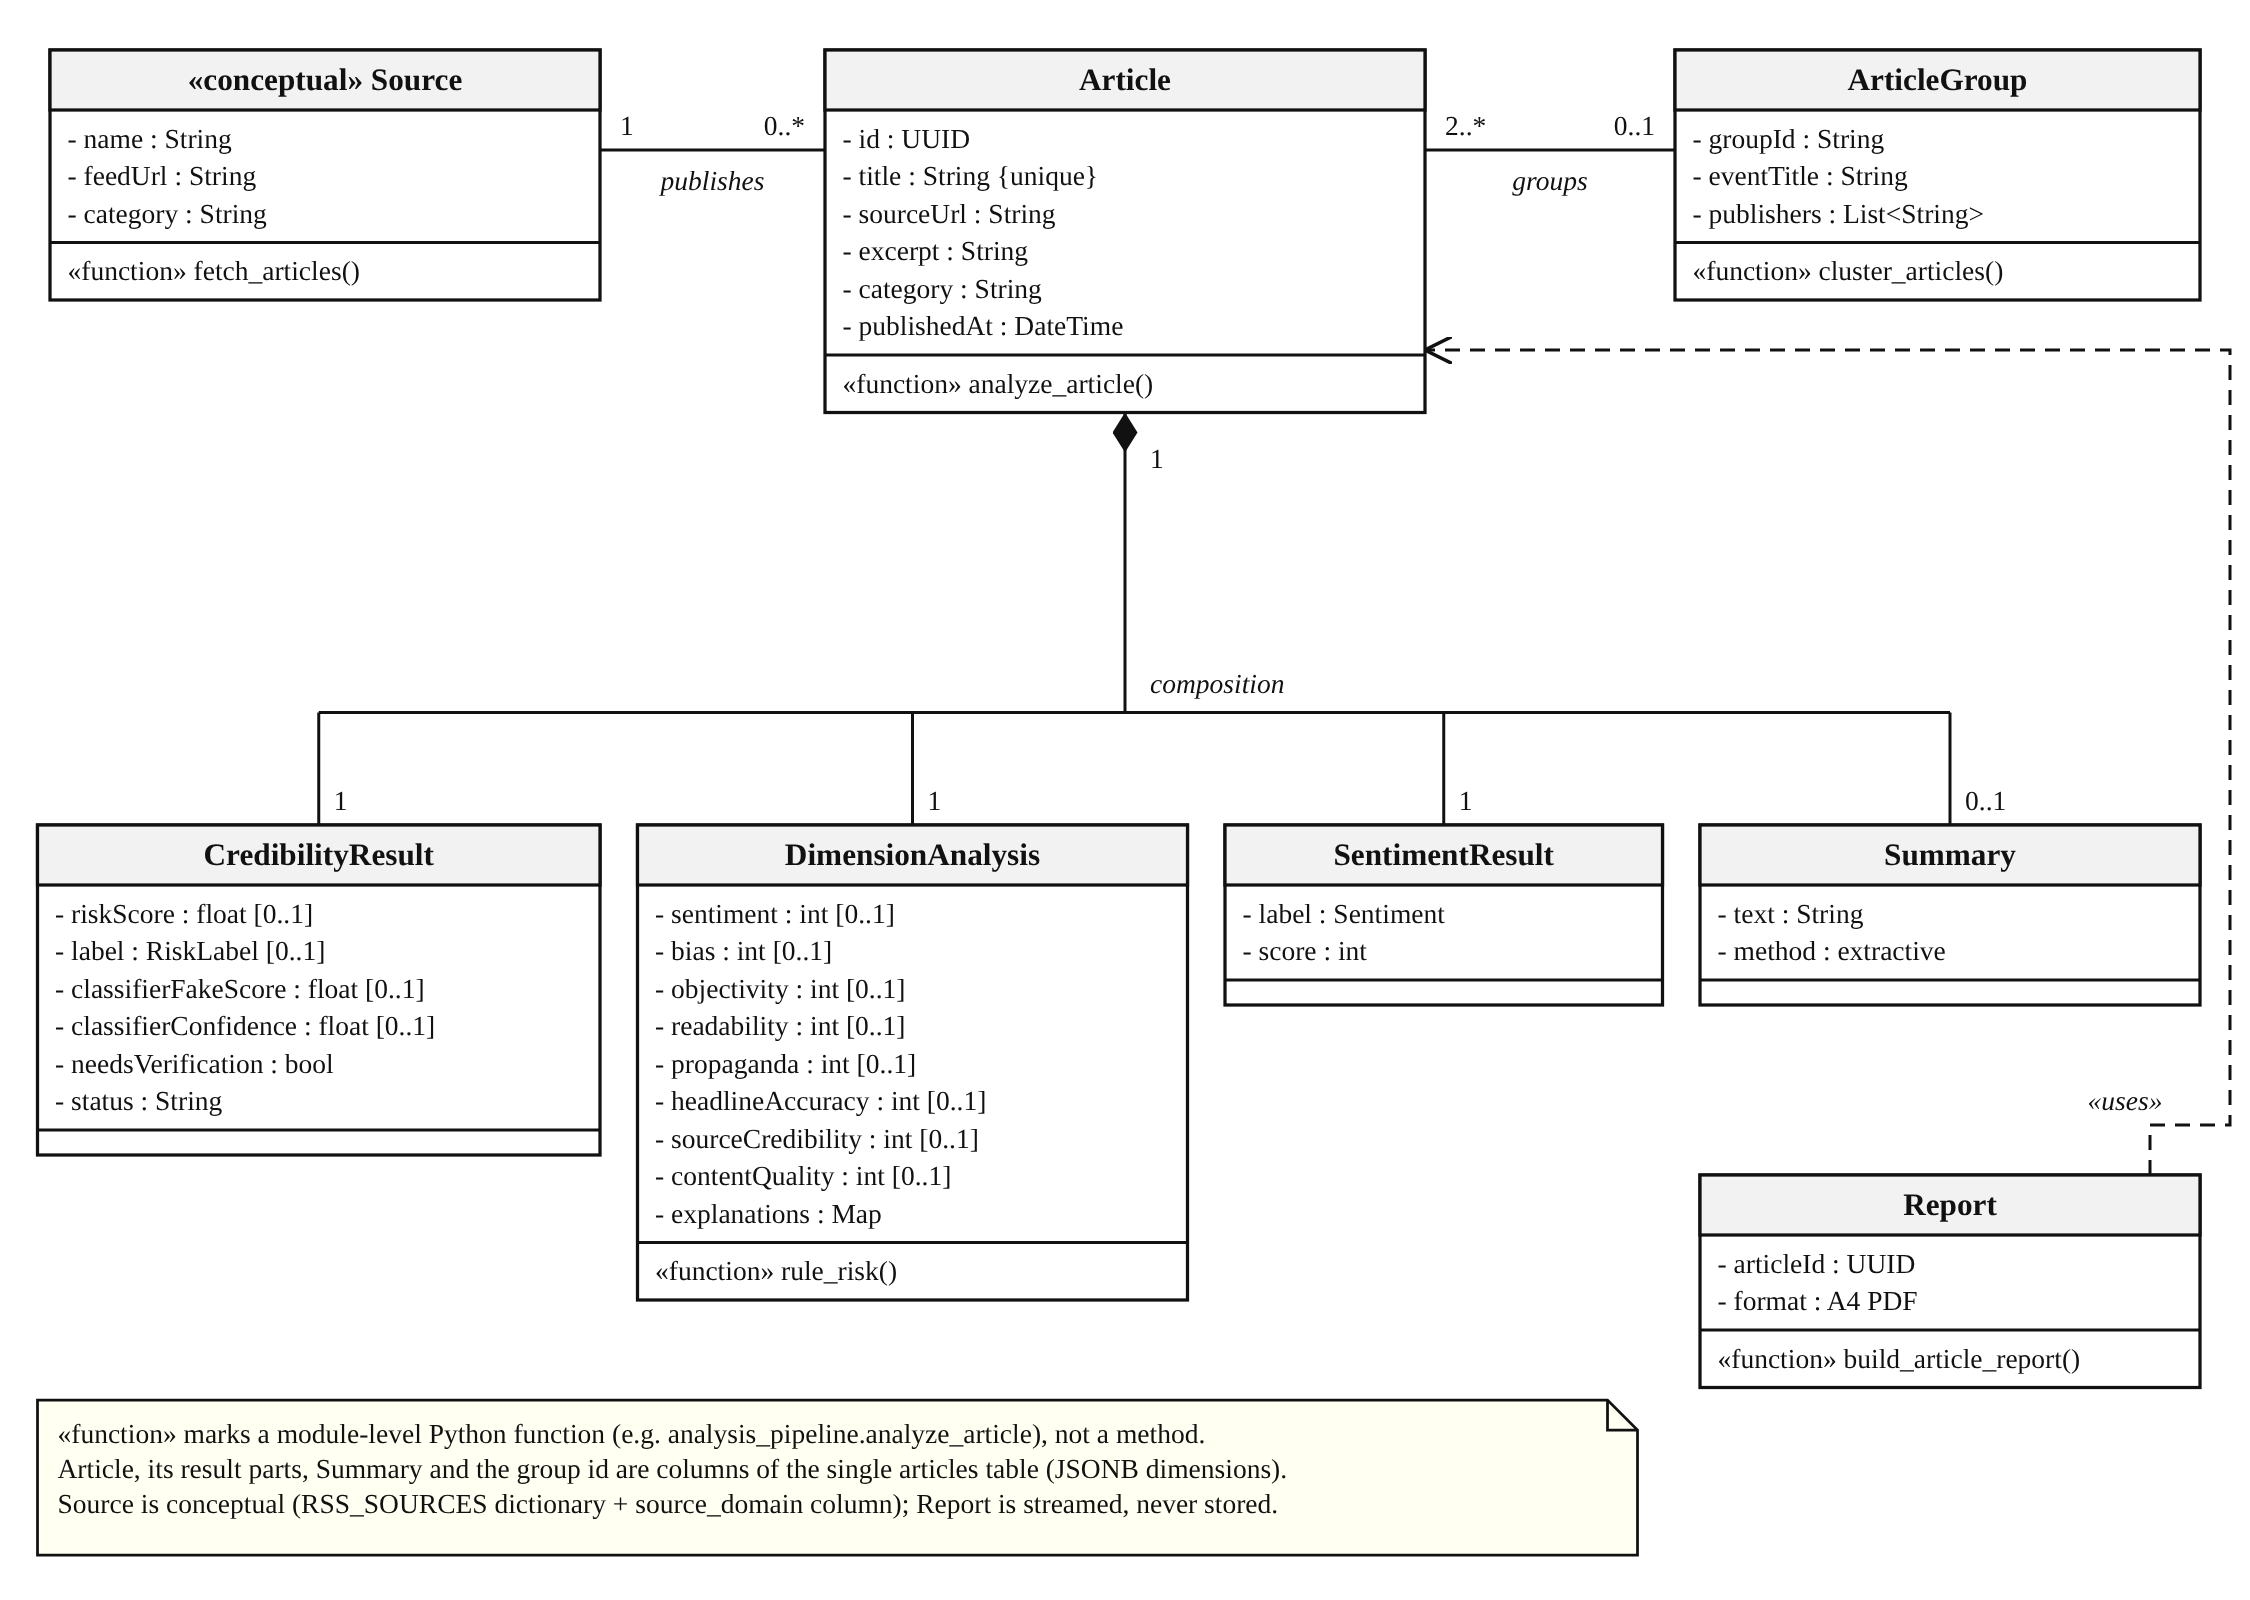 «conceptual» Source
- name : String
- feedUrl : String
- category : String
«function» fetch_articles()
1
0..*
publishes
Article
- id : UUID
- title : String {unique}
- sourceUrl : String
- excerpt : String
- category : String
- publishedAt : DateTime
«function» analyze_article()
2..*
0..1
groups
ArticleGroup
- groupId : String
- eventTitle : String
- publishers : List<String>
«function» cluster_articles()
1
composition
1
CredibilityResult
- riskScore : float [0..1]
- label : RiskLabel [0..1]
- classifierFakeScore : float [0..1]
- classifierConfidence : float [0..1]
- needsVerification : bool
- status : String
1
DimensionAnalysis
- sentiment : int [0..1]
- bias : int [0..1]
- objectivity : int [0..1]
- readability : int [0..1]
- propaganda : int [0..1]
- headlineAccuracy : int [0..1]
- sourceCredibility : int [0..1]
- contentQuality : int [0..1]
- explanations : Map
«function» rule_risk()
1
SentimentResult
- label : Sentiment
- score : int
0..1
Summary
- text : String
- method : extractive
«uses»
Report
- articleId : UUID
- format : A4 PDF
«function» build_article_report()
«function» marks a module-level Python function (e.g. analysis_pipeline.analyze_article), not a method.
Article, its result parts, Summary and the group id are columns of the single articles table (JSONB dimensions).
Source is conceptual (RSS_SOURCES dictionary + source_domain column); Report is streamed, never stored.